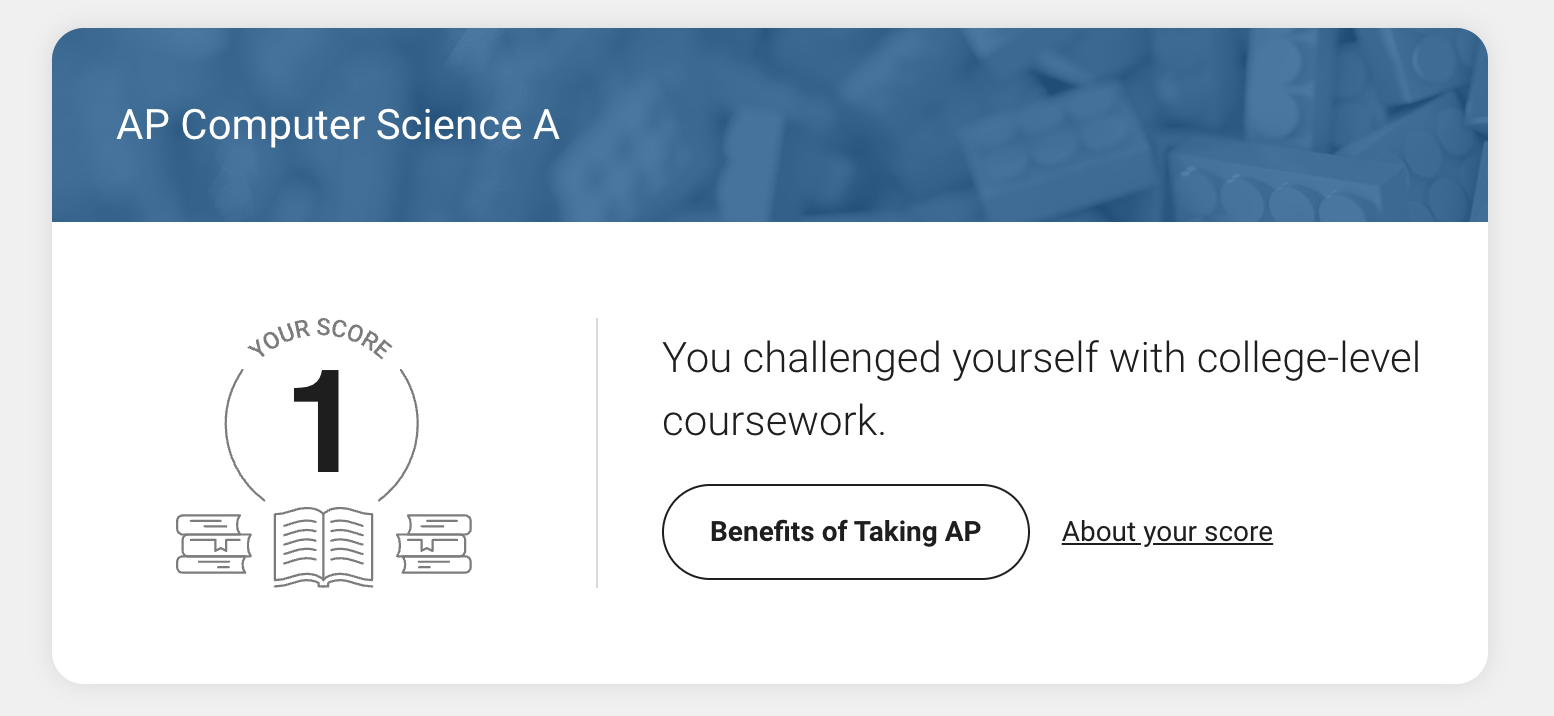 AP Computer Science A
YOUR SCORE
1
You challenged yourself with college-level
coursework.
Benefits of Taking AP
About your score